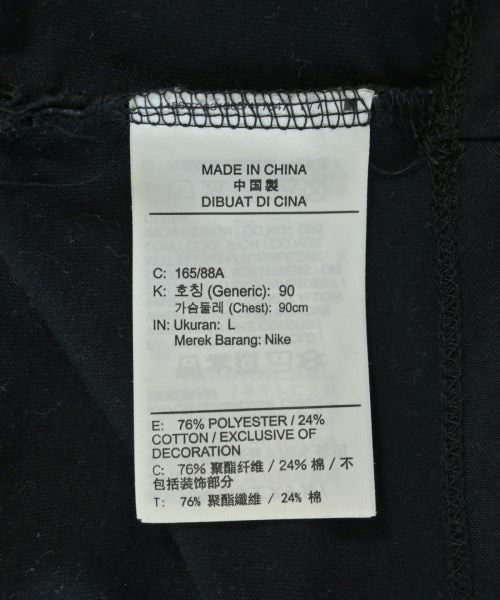 MADE IN CHINA
中国製
DIBUAT DI CINA
C: 165/88A
K: 호칭 (Generic): 90
가슴둘레 (Chest): 90cm
IN: Ukuran: L
Merek Barang: Nike
E: 76% POLYESTER / 24%
COTTON / EXCLUSIVE OF
DECORATION
C: 76% 聚酯纤维 / 24% 棉 / 不
包括装饰部分
T: 76% 聚酯纖維 / 24% 棉